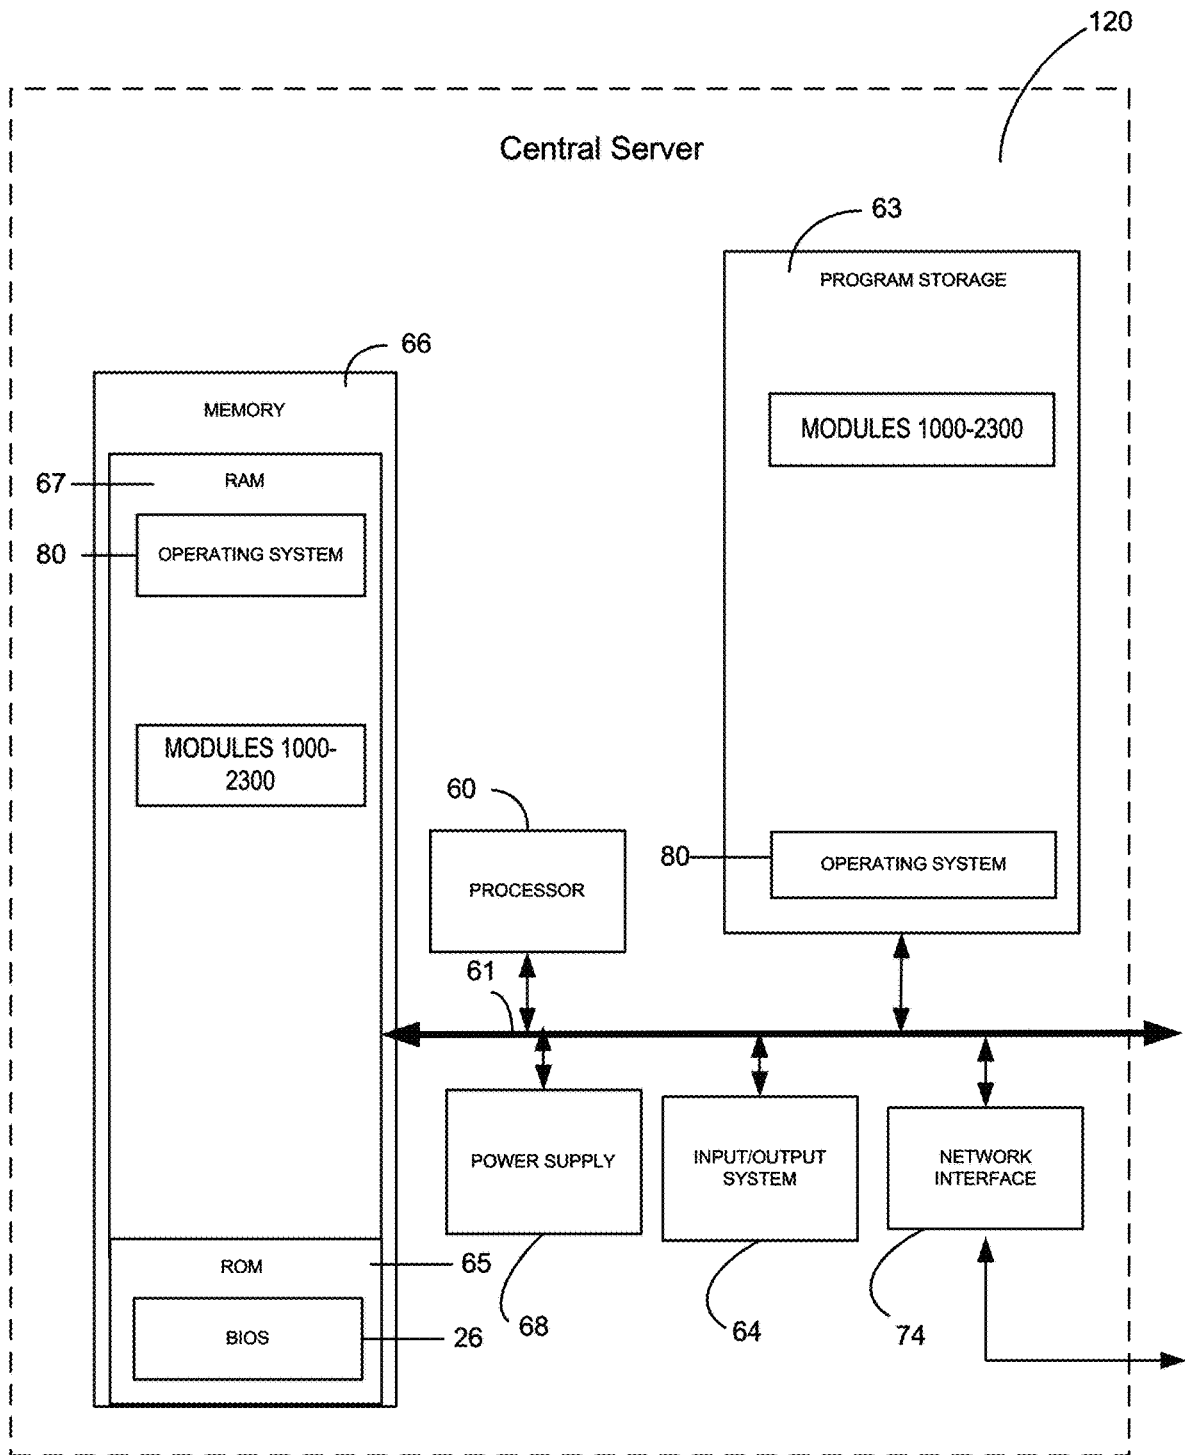 120
Central Server
63
PROGRAM STORAGE
66
MEMORY
MODULES 1000-2300
67
RAM
80
OPERATING SYSTEM
MODULES 1000-
2300
60
PROCESSOR
80
OPERATING SYSTEM
61
POWER SUPPLY
INPUT/OUTPUT
SYSTEM
NETWORK
INTERFACE
ROM
65
BIOS
26
68
64
74